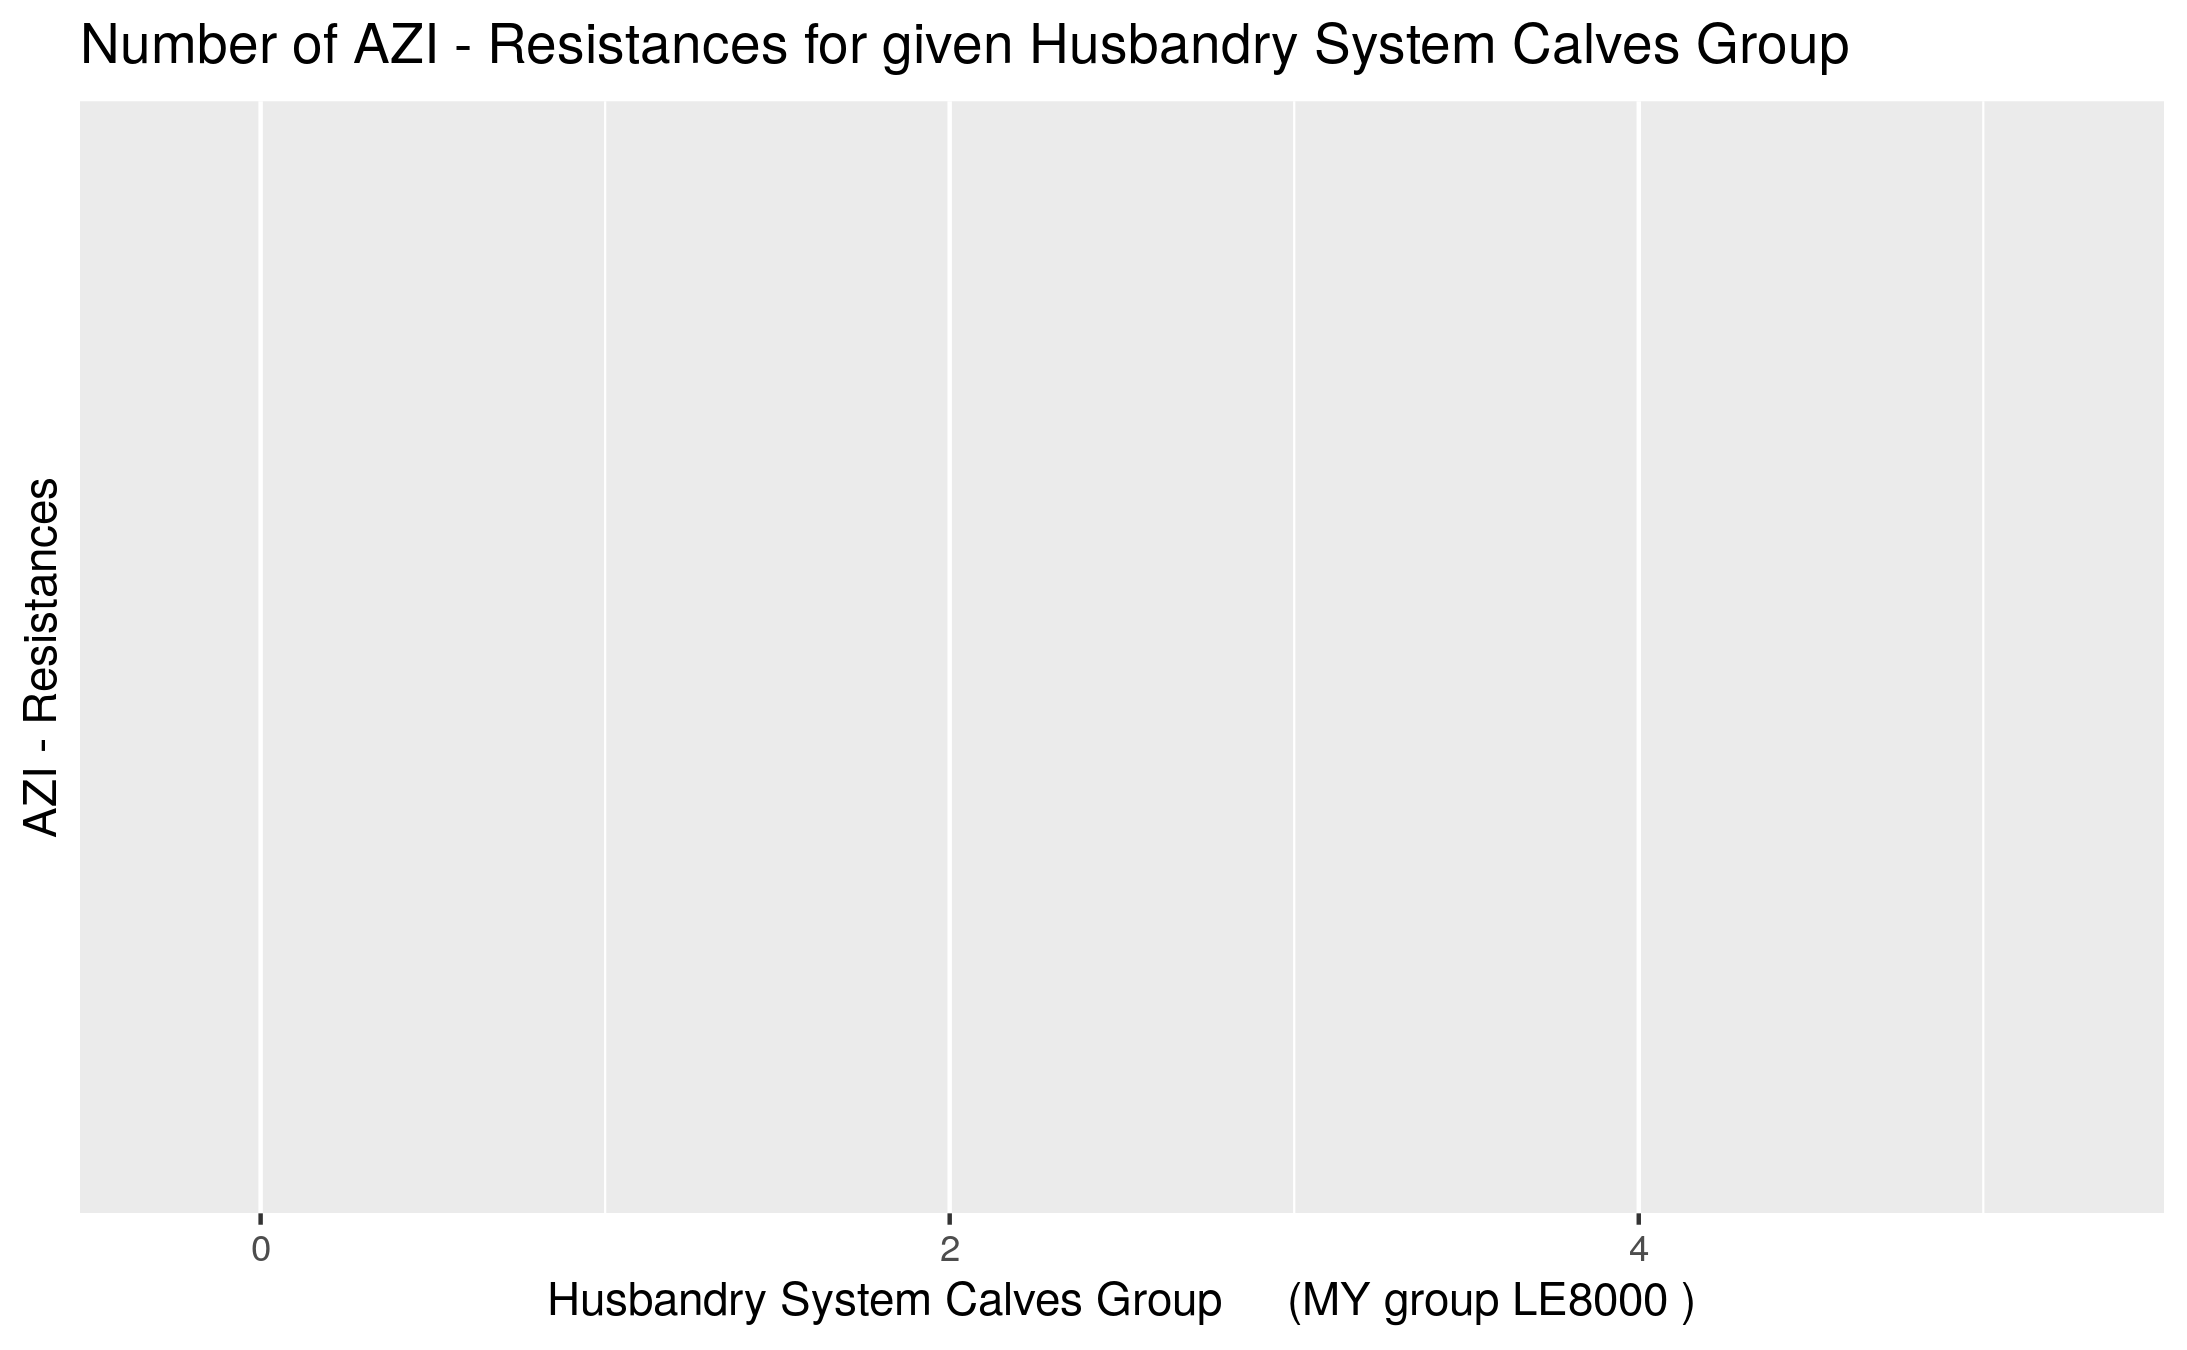 Number of AZI - Resistances for given Husbandry System Calves Group
AZI - Resistances
0 2 4
Husbandry System Calves Group (MY group LE8000 )